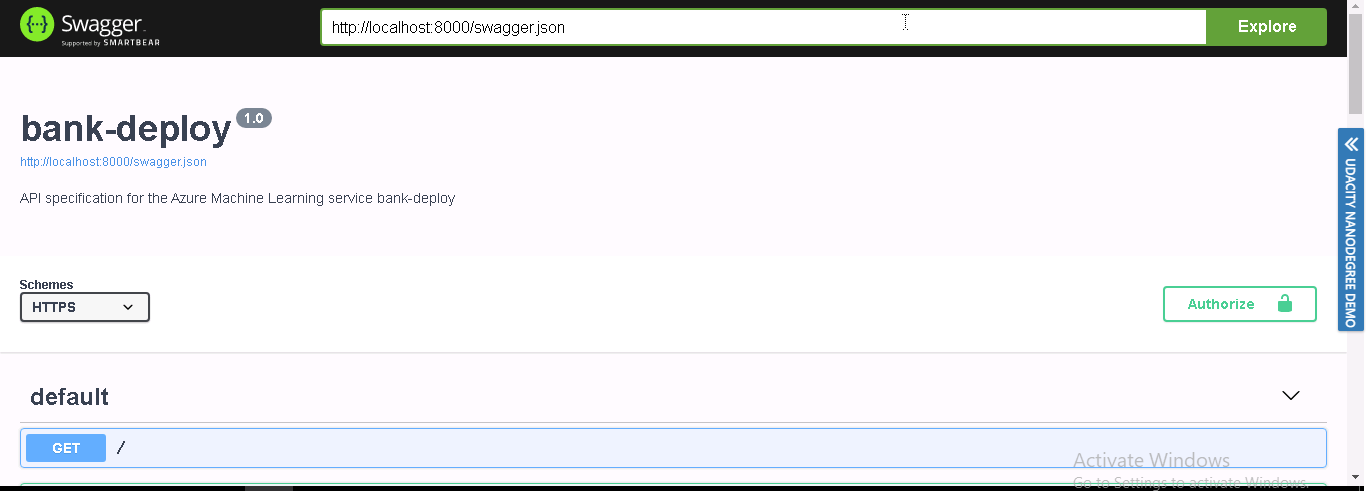 Swagger
Supported by SMARTBEAR
http://localhost:8000/swagger.json
Explore
bank-deploy 1.0
http://localhost:8000/swagger.json
API specification for the Azure Machine Learning service bank-deploy
UDACITY NANODEGREE DEMO
Schemes
HTTPS
Authorize
default
GET /
Activate Windows
Go to Settings to activate Windows.